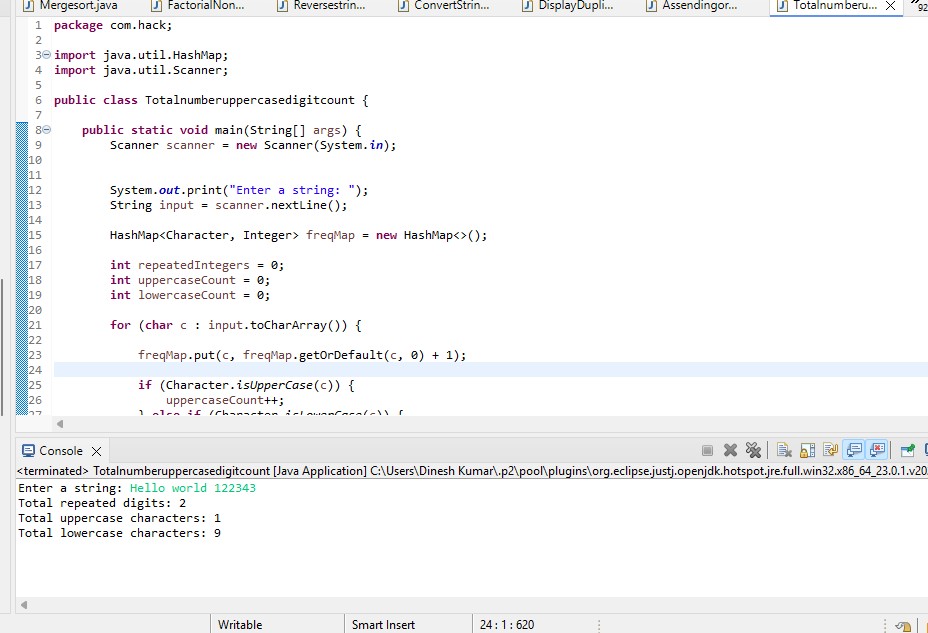 Mergesort.java FactorialNon... Reversestrin... ConvertStrin... DisplayDupli... Assendingor... Totalnumberu...
1 package com.hack;
2
3 import java.util.HashMap;
4 import java.util.Scanner;
5
6 public class Totalnumberuppercasedigitcount {
7
8 public static void main(String[] args) {
9 Scanner scanner = new Scanner(System.in);
10
11
12 System.out.print("Enter a string: ");
13 String input = scanner.nextLine();
14
15 HashMap<Character, Integer> freqMap = new HashMap<>();
16
17 int repeatedIntegers = 0;
18 int uppercaseCount = 0;
19 int lowercaseCount = 0;
20
21 for (char c : input.toCharArray()) {
22
23 freqMap.put(c, freqMap.getOrDefault(c, 0) + 1);
24
25 if (Character.isUpperCase(c)) {
26 uppercaseCount++;
27 } else if (Character.isLowerCase(c)) {
Console
<terminated> Totalnumberuppercasedigitcount [Java Application] C:\Users\Dinesh Kumar\.p2\pool\plugins\org.eclipse.justj.openjdk.hotspot.jre.full.win32.x86_64_23.0.1.v20
Enter a string: Hello world 122343
Total repeated digits: 2
Total uppercase characters: 1
Total lowercase characters: 9
Writable Smart Insert 24 : 1 : 620